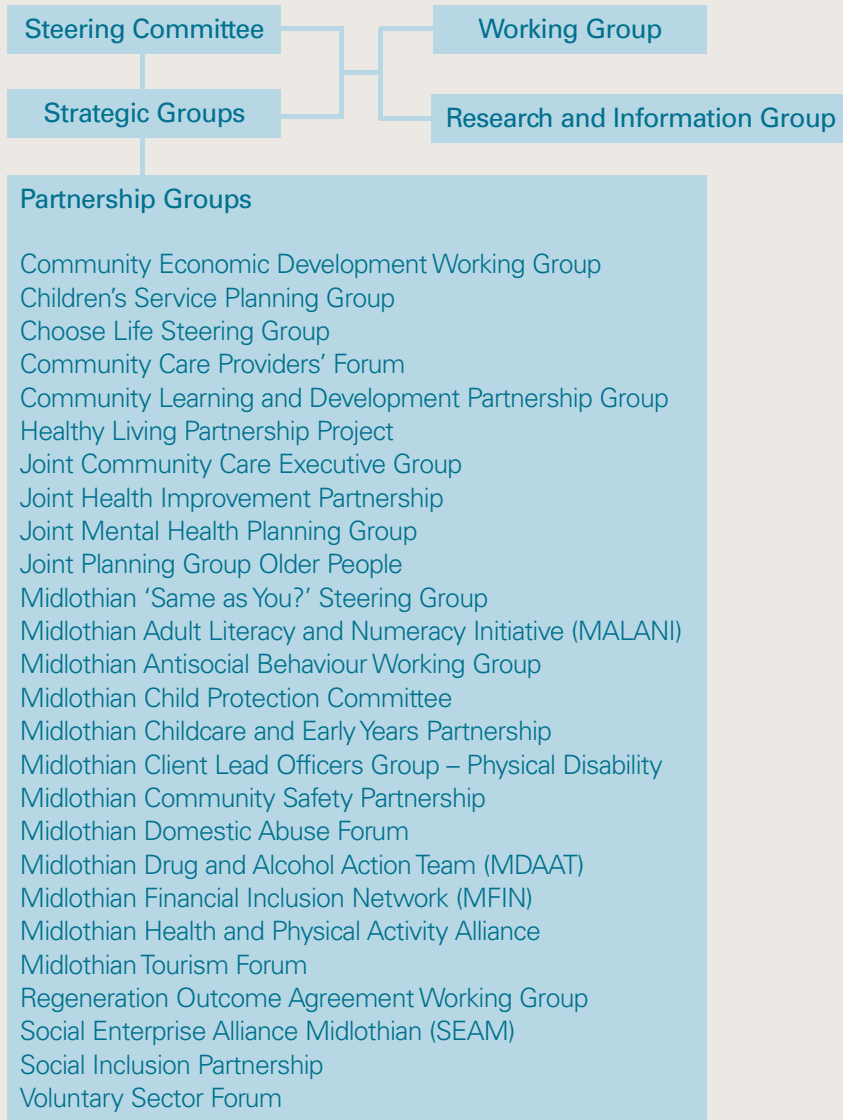 Steering Committee
Working Group
Strategic Groups
Research and Information Group
Partnership Groups
Community Economic Development Working Group
Children’s Service Planning Group
Choose Life Steering Group
Community Care Providers’ Forum
Community Learning and Development Partnership Group
Healthy Living Partnership Project
Joint Community Care Executive Group
Joint Health Improvement Partnership
Joint Mental Health Planning Group
Joint Planning Group Older People
Midlothian ‘Same as You?’ Steering Group
Midlothian Adult Literacy and Numeracy Initiative (MALANI)
Midlothian Antisocial Behaviour Working Group
Midlothian Child Protection Committee
Midlothian Childcare and Early Years Partnership
Midlothian Client Lead Officers Group – Physical Disability
Midlothian Community Safety Partnership
Midlothian Domestic Abuse Forum
Midlothian Drug and Alcohol Action Team (MDAAT)
Midlothian Financial Inclusion Network (MFIN)
Midlothian Health and Physical Activity Alliance
Midlothian Tourism Forum
Regeneration Outcome Agreement Working Group
Social Enterprise Alliance Midlothian (SEAM)
Social Inclusion Partnership
Voluntary Sector Forum